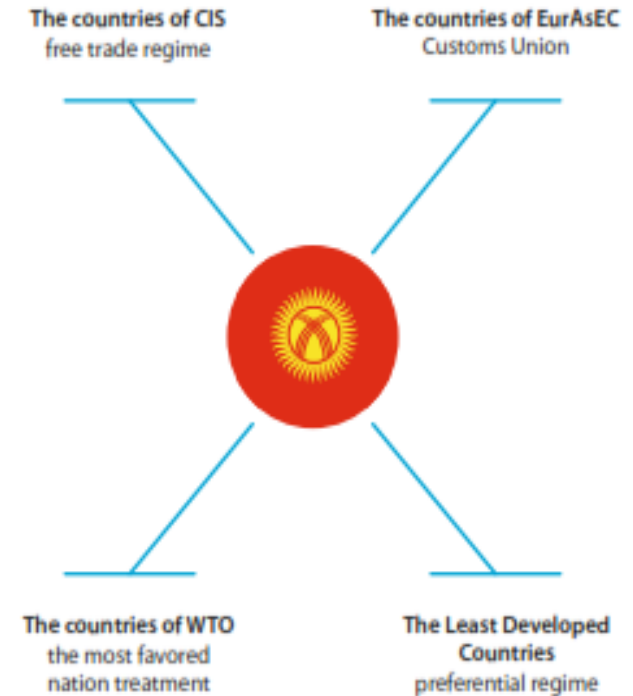 The countries of CIS
free trade regime
The countries of EurAsEC
Customs Union
The countries of WTO
the most favored
nation treatment
The Least Developed
Countries
preferential regime